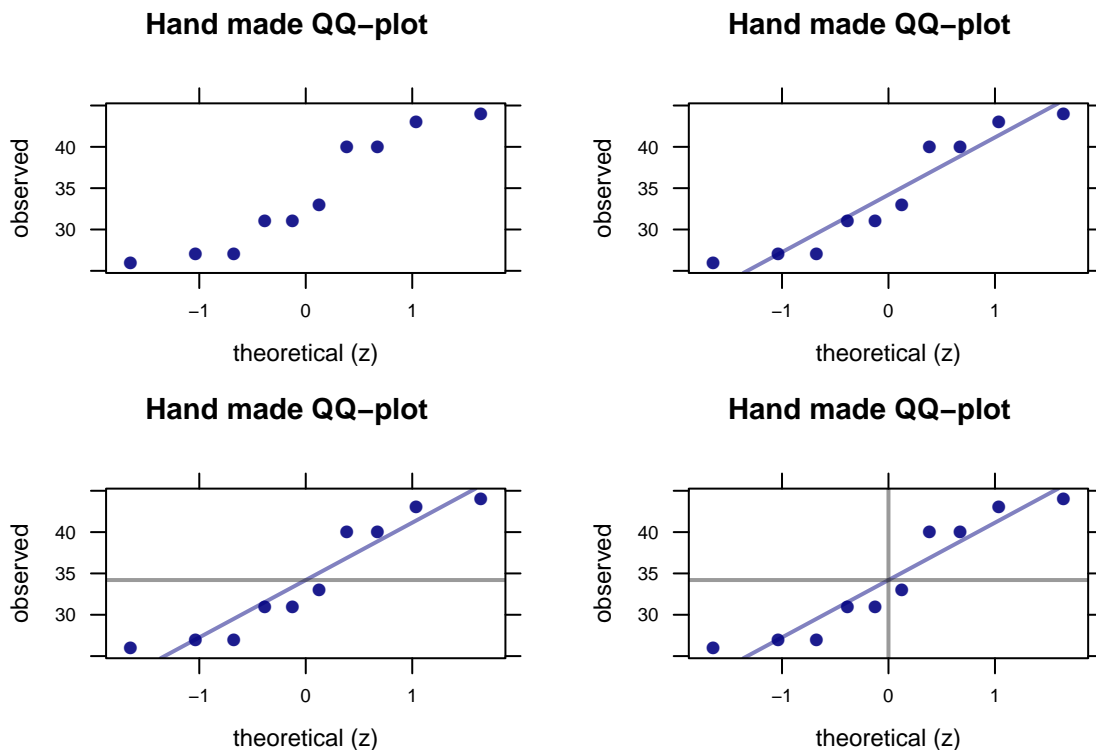 Hand made QQ−plot
observed
40
35
30
−1 0 1
theoretical (z)
Hand made QQ−plot
observed
40
35
30
−1 0 1
theoretical (z)
Hand made QQ−plot
observed
40
35
30
−1 0 1
theoretical (z)
Hand made QQ−plot
observed
40
35
30
−1 0 1
theoretical (z)